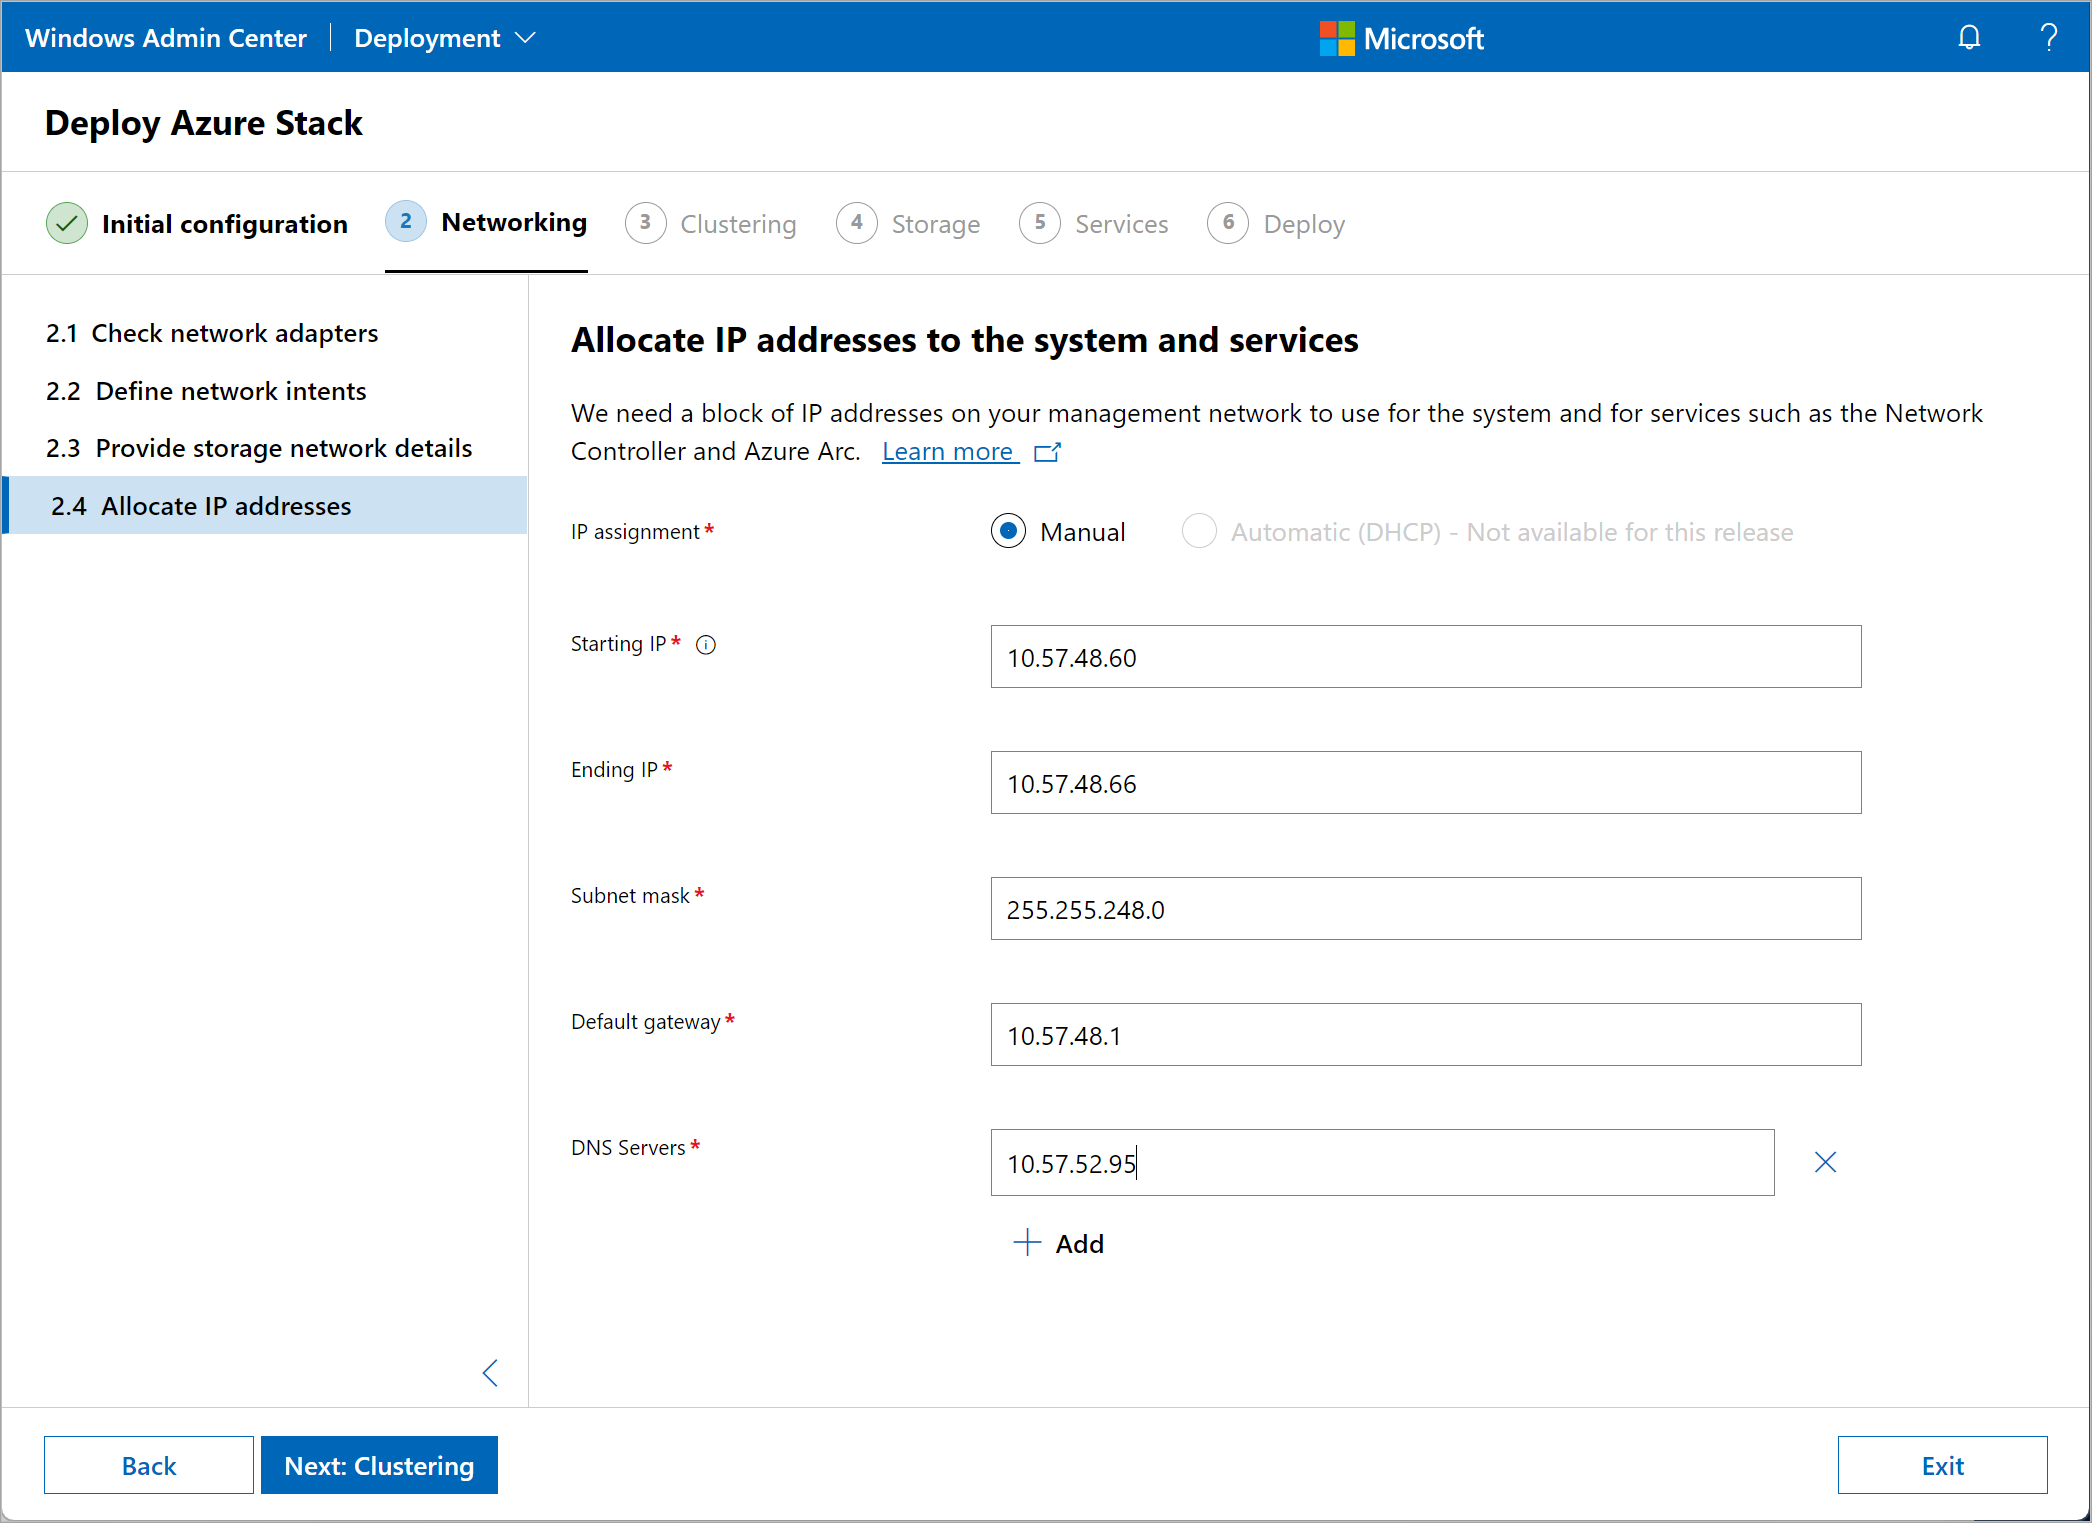 Windows Admin Center Deployment Microsoft ?
Deploy Azure Stack
Initial configuration 2 Networking 3 Clustering 4 Storage 5 Services 6 Deploy
2.1 Check network adapters
2.2 Define network intents
2.3 Provide storage network details
2.4 Allocate IP addresses
Allocate IP addresses to the system and services
We need a block of IP addresses on your management network to use for the system and for services such as the Network
Controller and Azure Arc. Learn more
IP assignment* Manual Automatic (DHCP) - Not available for this release
Starting IP* 10.57.48.60
Ending IP* 10.57.48.66
Subnet mask* 255.255.248.0
Default gateway* 10.57.48.1
DNS Servers* 10.57.52.95
Add
Back Next: Clustering Exit